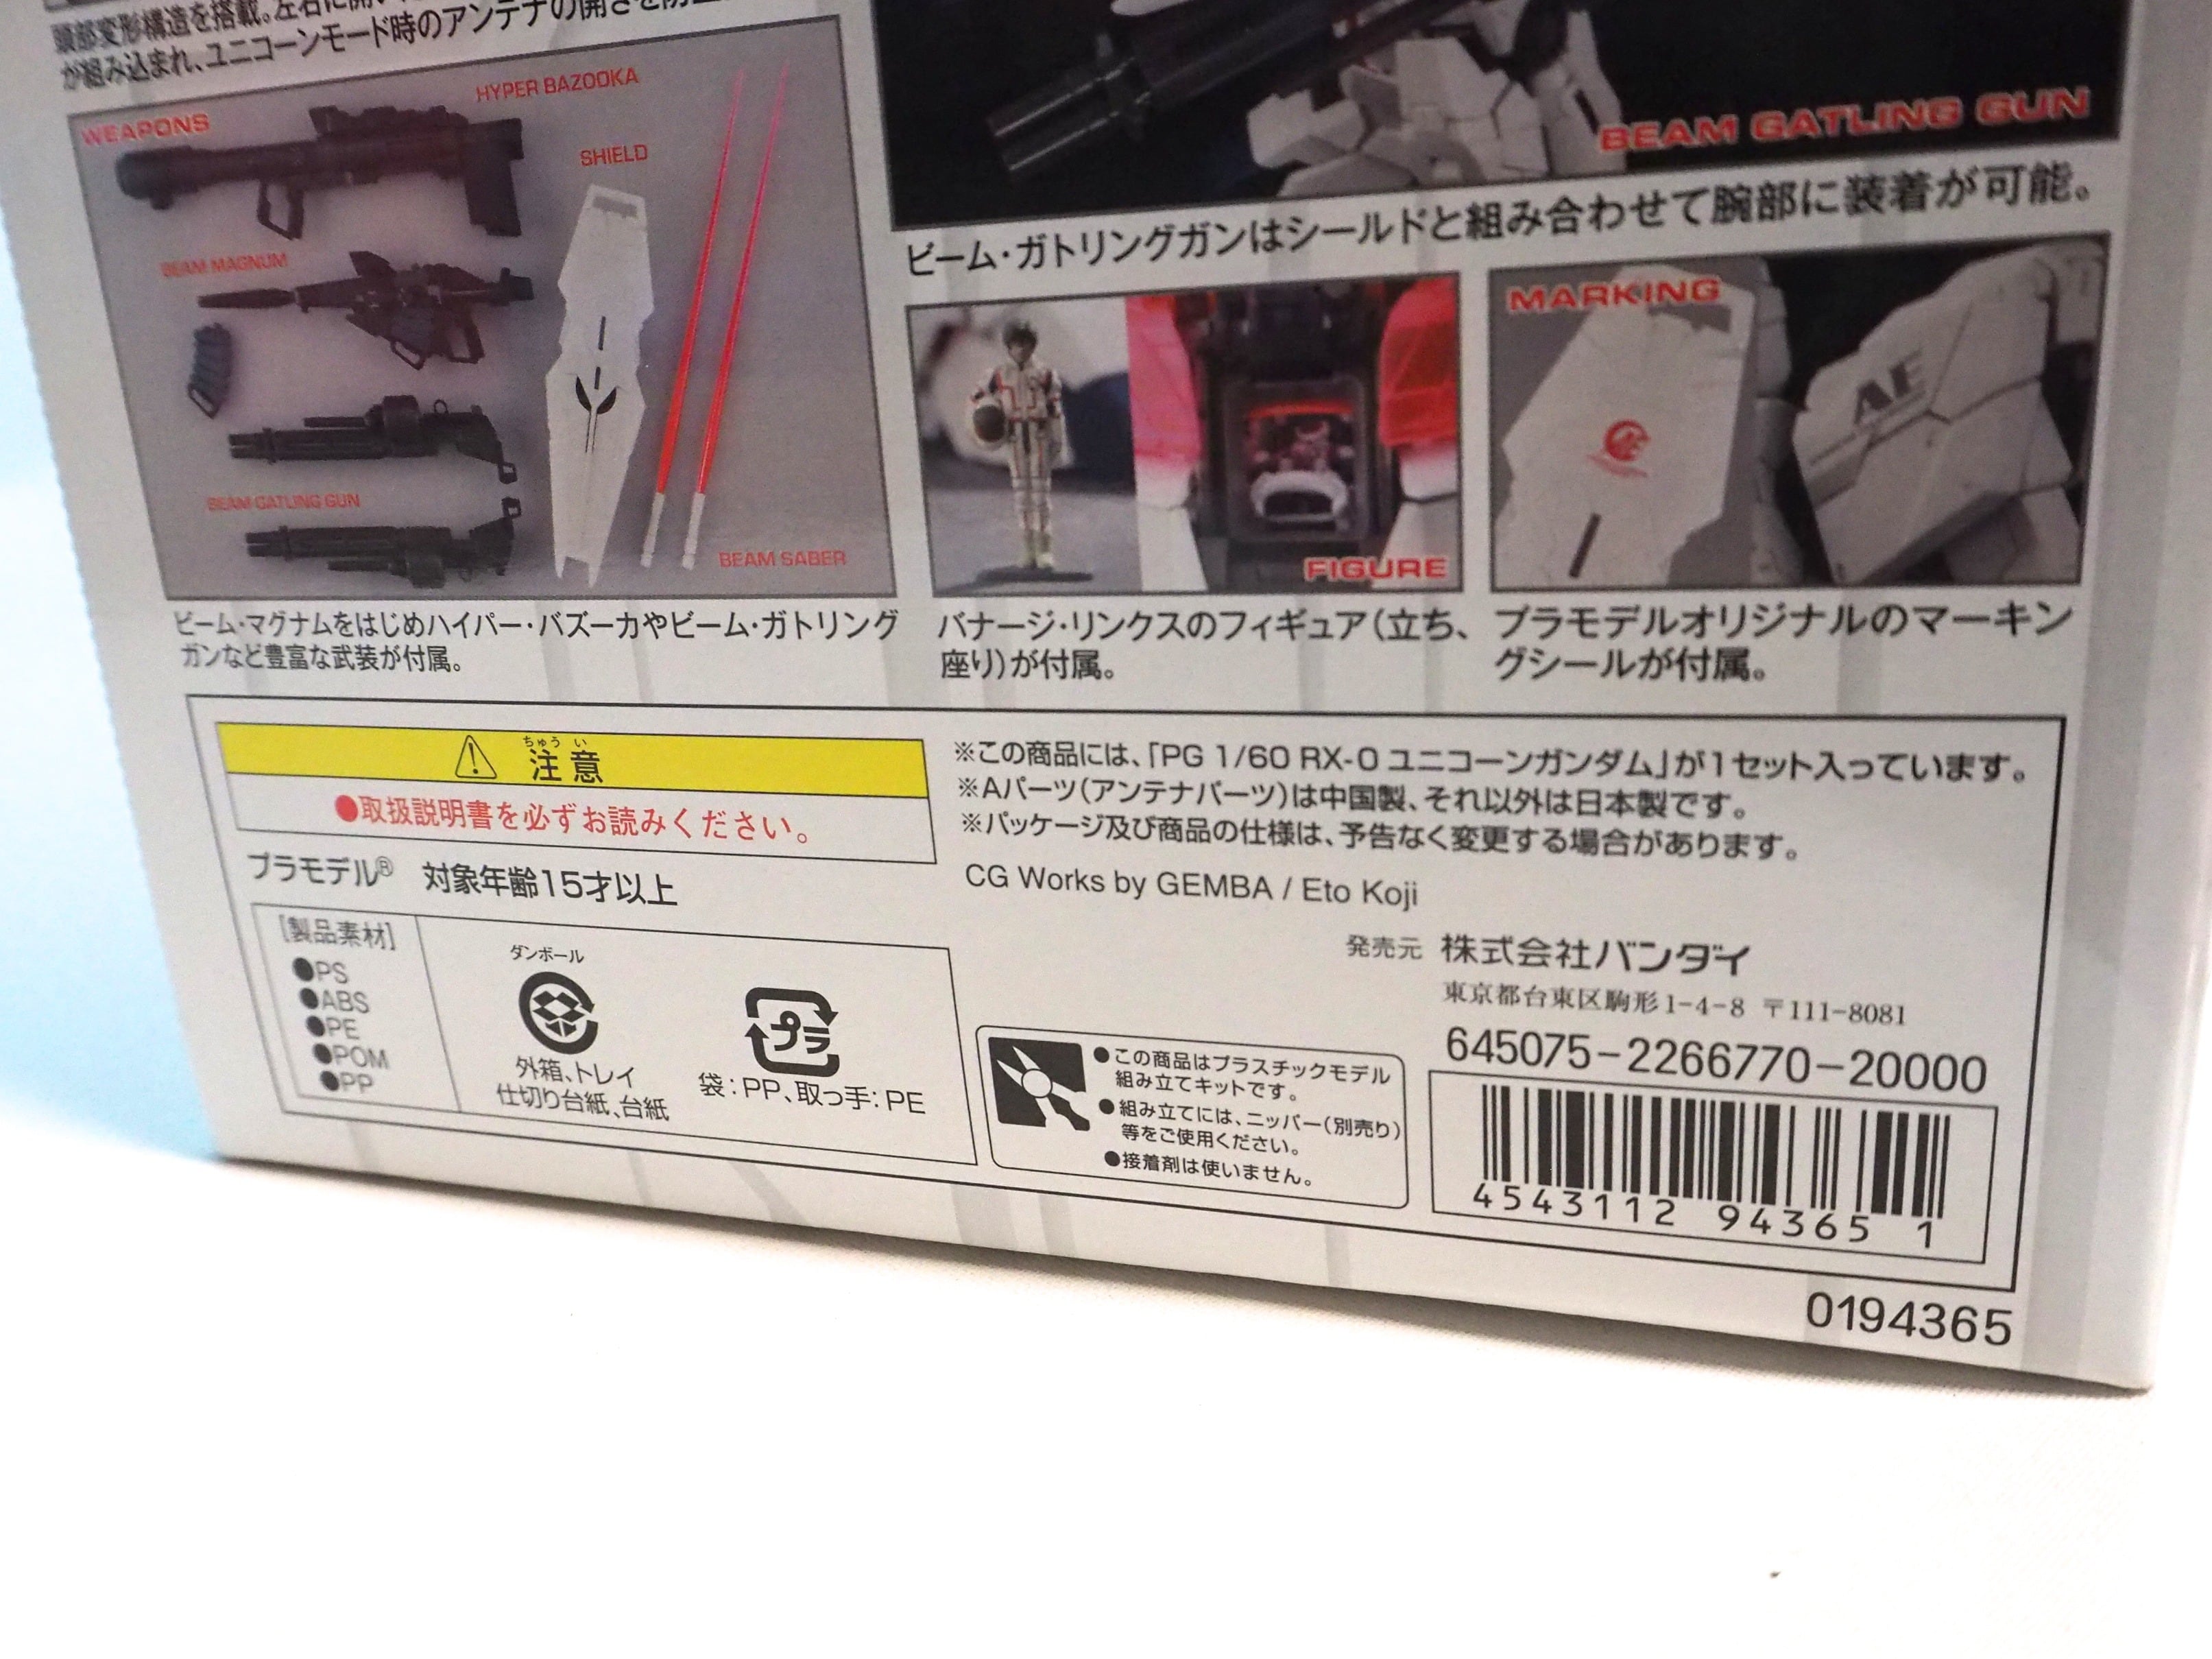 頭部変形構造を搭載。左右に開い
が組み込まれ、ユニコーンモード時のアンテナの開きを防止
WEAPONS
HYPER BAZOOKA
SHIELD
BEAM MAGNUM
BEAM GATLING GUN
BEAM SABER
ビーム・マグナムをはじめハイパー・バズーカやビーム・ガトリング
ガンなど豊富な武装が付属。
BEAM GATLING GUN
ビーム・ガトリングガンはシールドと組み合わせて腕部に装着が可能。
FIGURE
バナージ・リンクスのフィギュア(立ち、
座り)が付属。
MARKING
AE
プラモデルオリジナルのマーキン
グシールが付属。
ちゅうい
注意
●取扱説明書を必ずお読みください。
プラモデル® 対象年齢15才以上
[製品素材]
●PS
●ABS
●PE
●POM
●PP
ダンボール
外箱、トレイ
仕切り台紙、台紙
プラ
袋:PP、取っ手:PE
※この商品には、「PG 1/60 RX-0 ユニコーンガンダム」が1セット入っています。
※Aパーツ(アンテナパーツ)は中国製、それ以外は日本製です。
※パッケージ及び商品の仕様は、予告なく変更する場合があります。
CG Works by GEMBA / Eto Koji
発売元 株式会社バンダイ
東京都台東区駒形1-4-8 〒111-8081
645075-2266770-20000
●この商品はプラスチックモデル
組み立てキットです。
●組み立てには、ニッパー(別売り)
等をご使用ください。
●接着剤は使いません。
4543112 94365 1
0194365